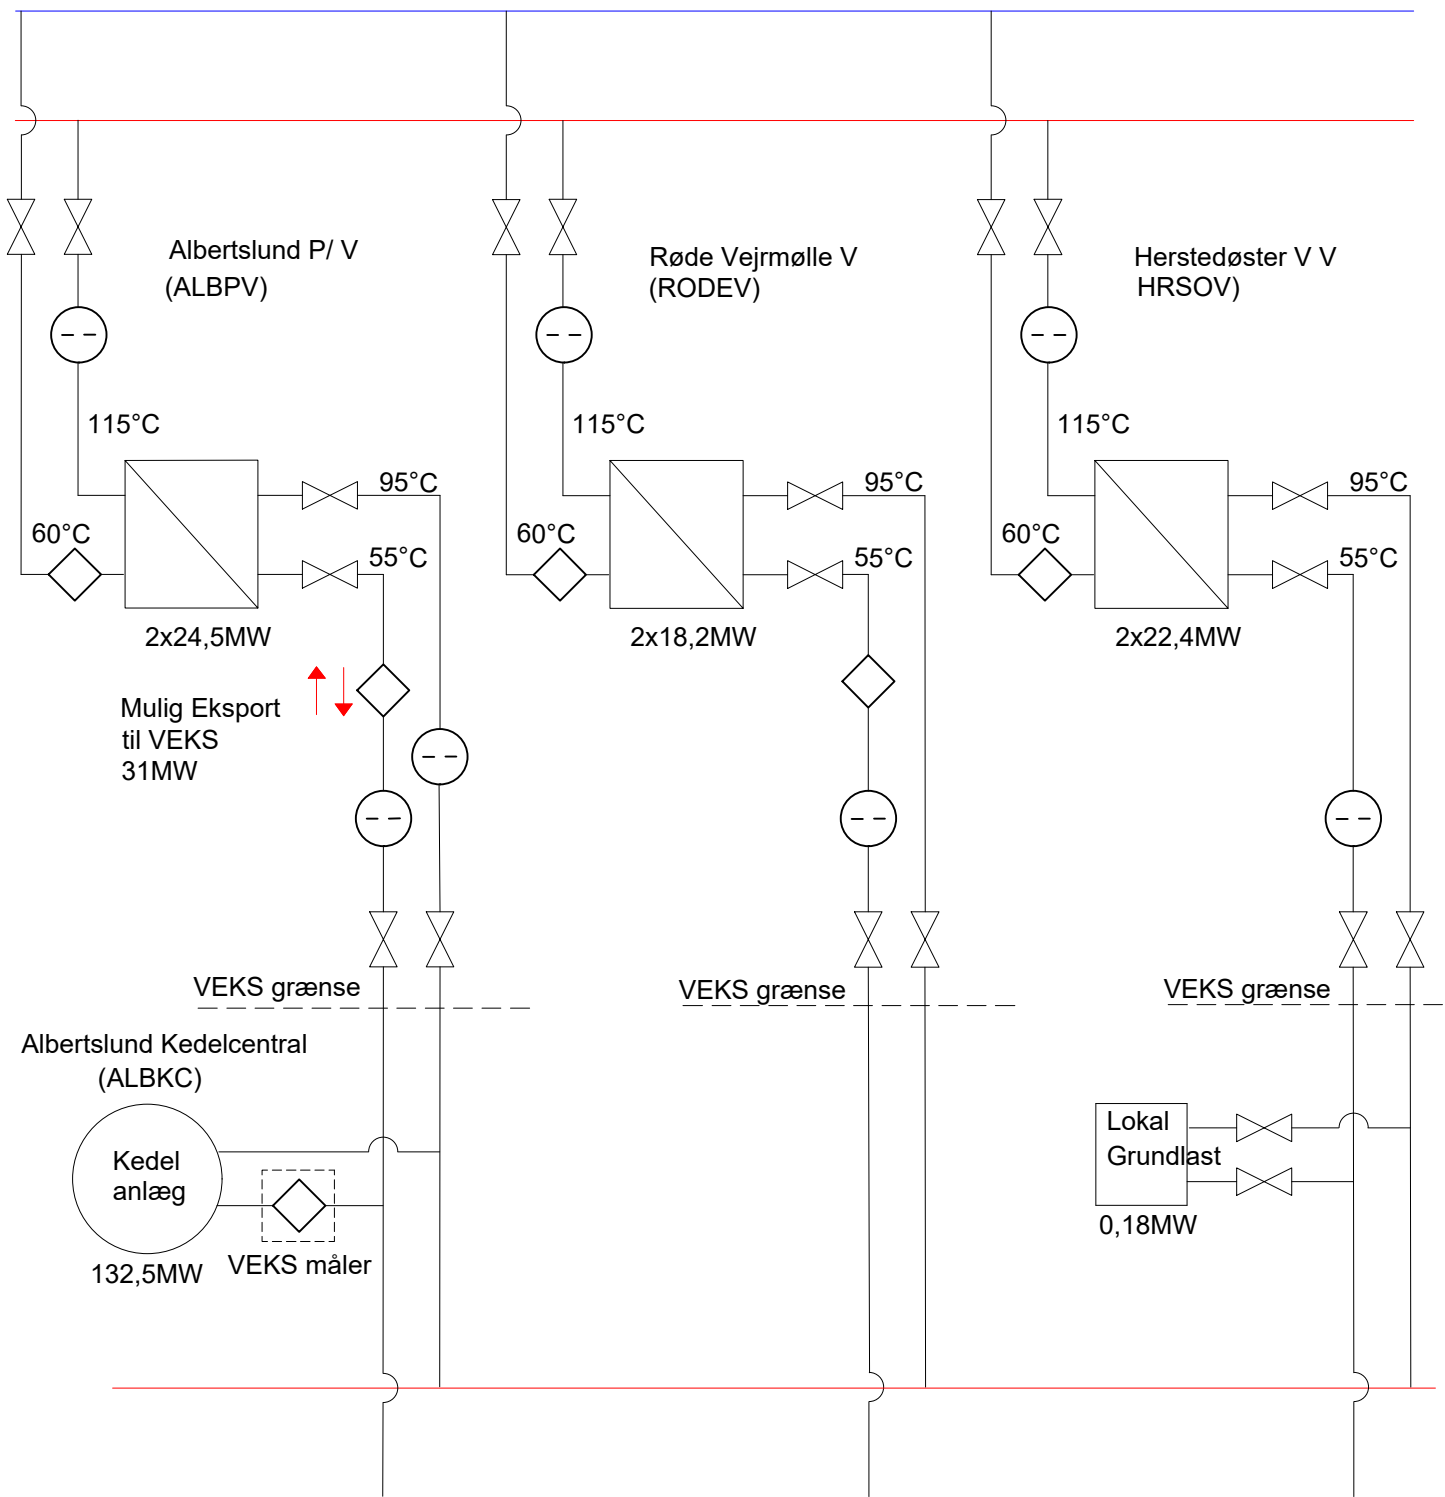 Albertslund P/ V
(ALBPV)
Røde Vejrmølle V
(RODEV)
Herstedøster V V
HRSOV)
115°C
115°C
115°C
95°C
95°C
95°C
60°C
60°C
60°C
55°C
55°C
55°C
2x24,5MW
2x18,2MW
2x22,4MW
Mulig Eksport
til VEKS
31MW
VEKS grænse
VEKS grænse
VEKS grænse
Albertslund Kedelcentral
(ALBKC)
Kedel
anlæg
132,5MW
VEKS måler
Lokal
Grundlast
0,18MW